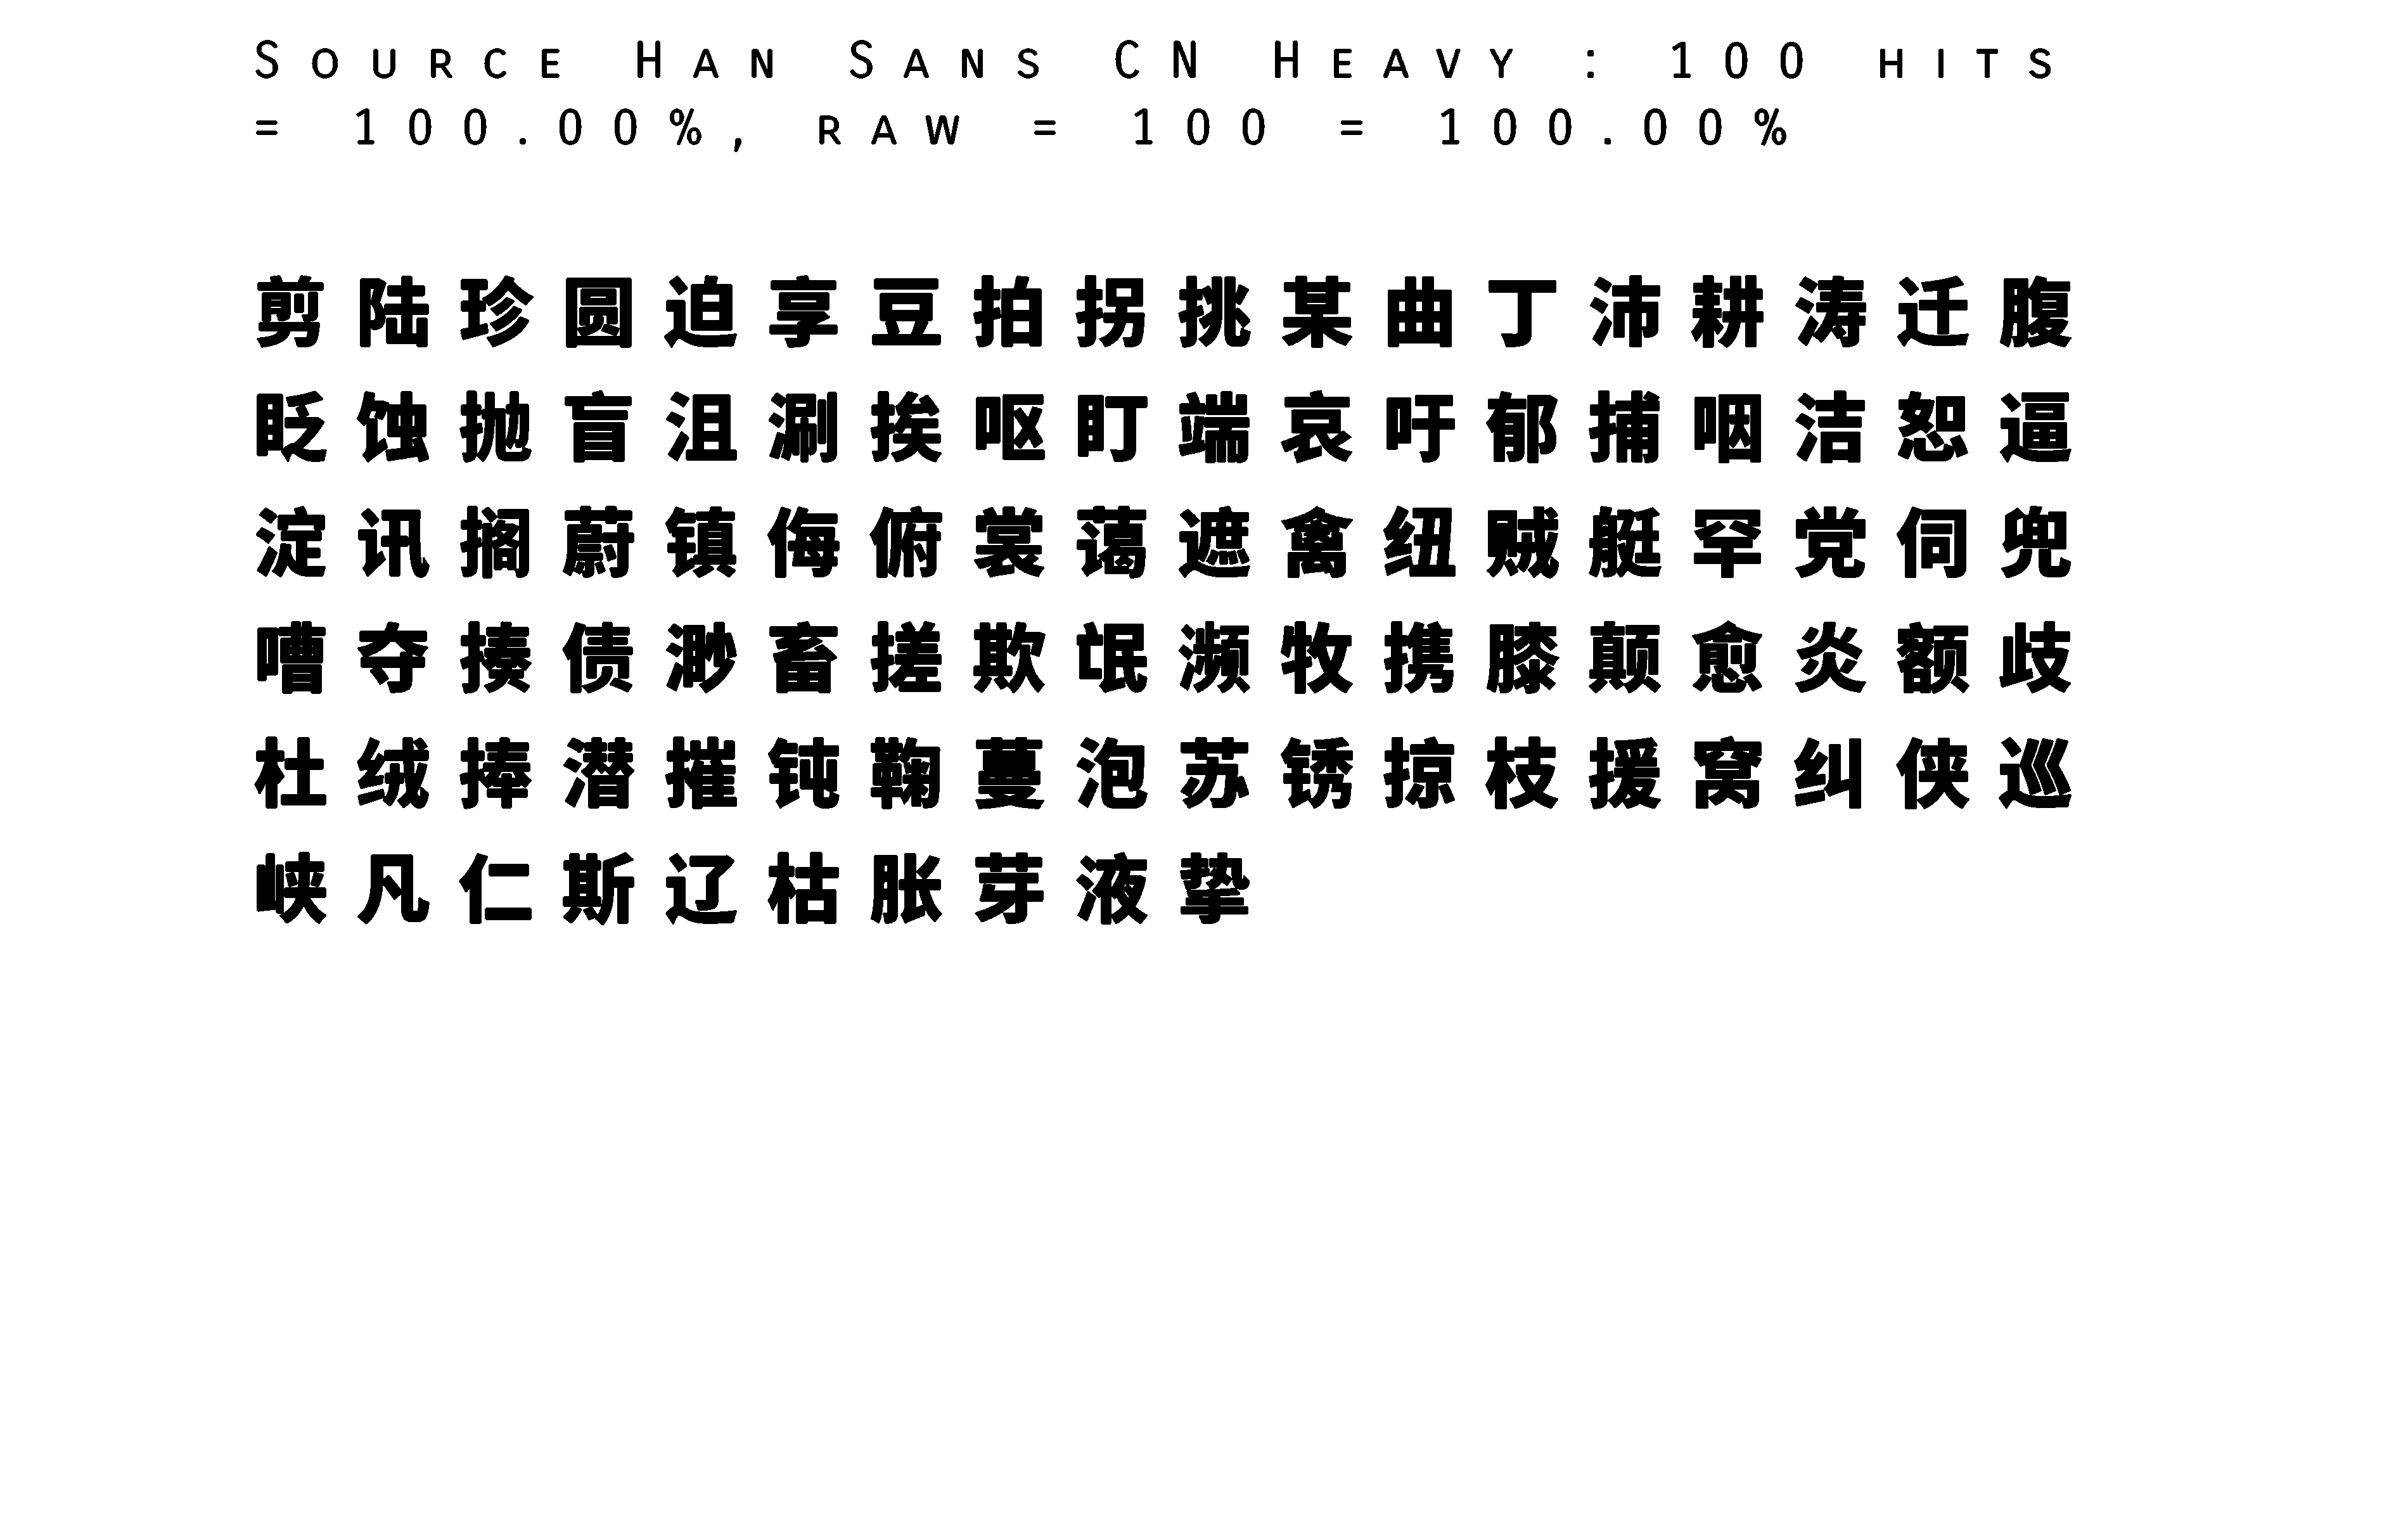 Source Han Sans CN Heavy : 100 hits
= 100.00%, raw = 100 = 100.00%
剪陆珍圆迫享豆拍拐挑某曲丁沛耕涛迁腹
眨蚀抛盲沮涮挨呕盯端哀吁郁捕咽洁恕逼
淀讯搁蔚镇侮俯裳蔼遮禽纽贼艇罕党伺兜
嘈夺揍债渺畜搓欺氓濒牧携膝颠愈炎额歧
杜绒捧潜摧钝鞠蔓泡苏锈掠枝援窝纠侠巡
峡凡仁斯辽枯胀芽液挚